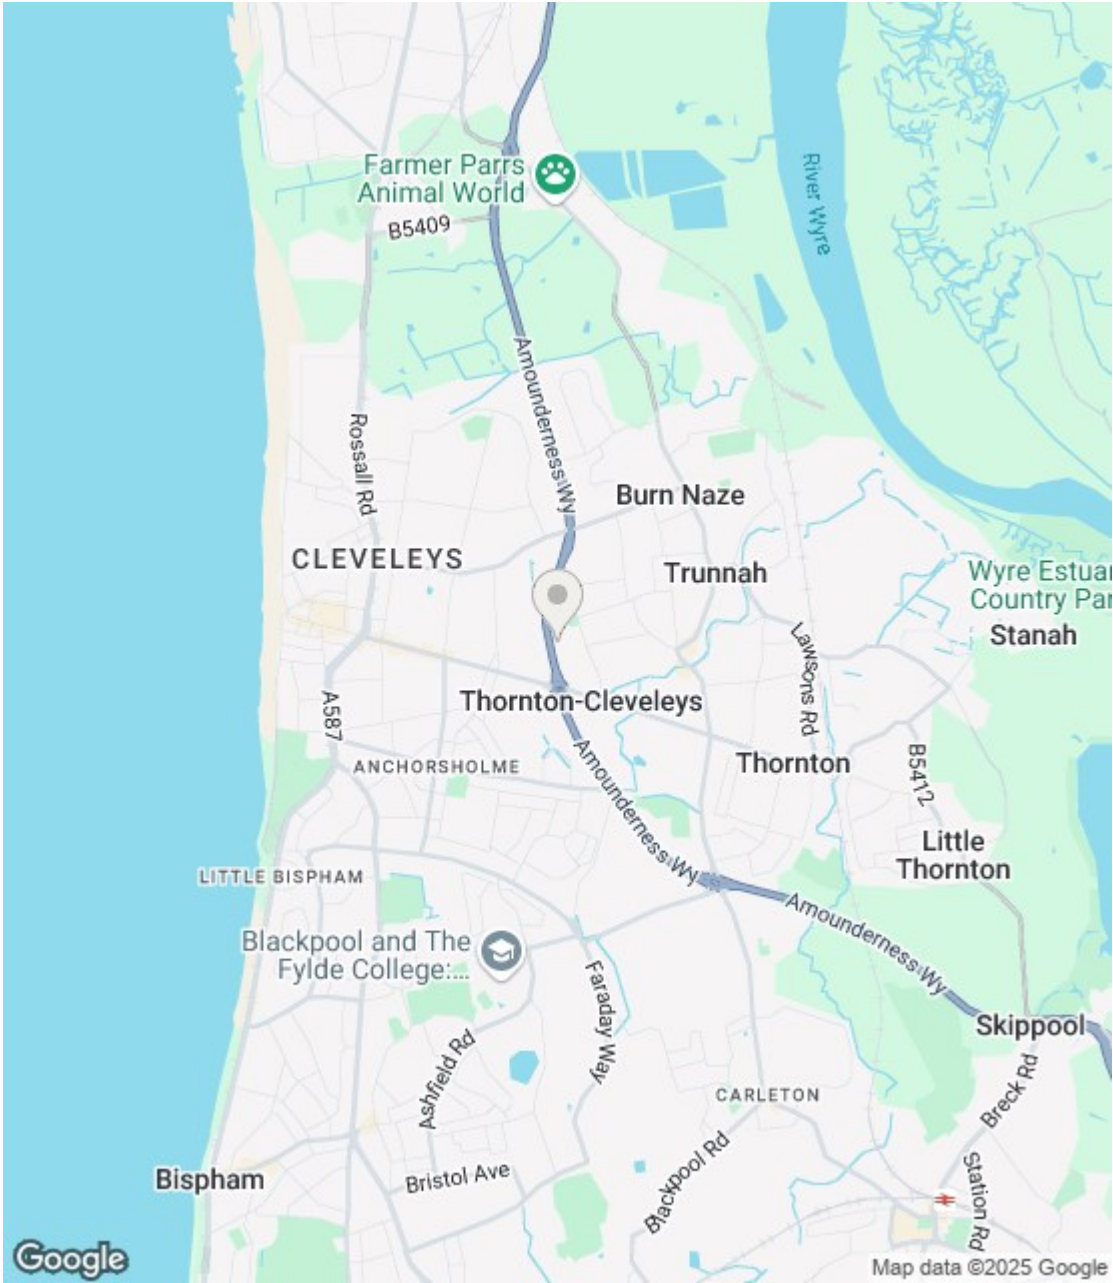 Farmer Parrs
Animal World
River Wyre
B5409
Amounderness Wy
Rossall Rd
Burn Naze
CLEVELEYS
Trunnah
Wyre Estuar
Country Par
Stanah
Lawsons Rd
A587
Thornton-Cleveleys
Thornton
B5412
ANCHORSHOLME
Amounderness Wy
Little
Thornton
LITTLE BISPHAM
Amounderness Wy
Blackpool and The
Fylde College:...
Faraday Way
Skippool
Ashfield Rd
Breck Rd
CARLETON
Blackpool Rd
Station Rd
Bispham
Bristol Ave
Google
Map data ©2025 Google